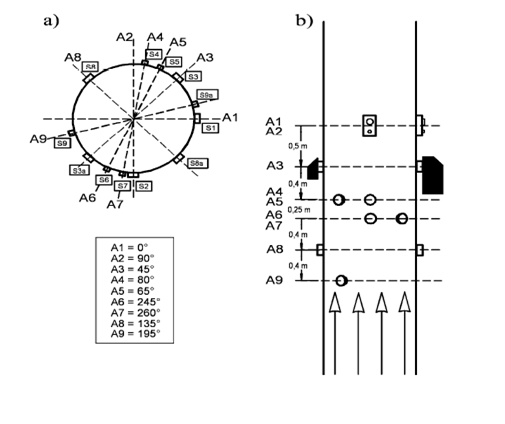 a)
A2 A4
A5
A8
A3
S4
S5
S8
S3
S9a
A1
S1
A9
S9
S3a
S8a
S6
S7
S2
A6
A7
A1 = 0°
A2 = 90°
A3 = 45°
A4 = 80°
A5 = 65°
A6 = 245°
A7 = 260°
A8 = 135°
A9 = 195°
b)
A1
A2
0,5 m
A3
0,4 m
A4
A5
0,25 m
A6
A7
0,4 m
A8
0,4 m
A9